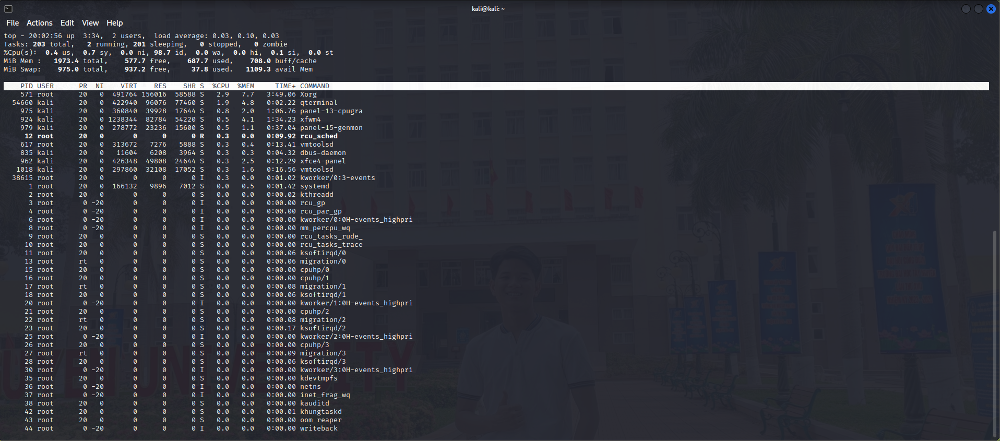 kali@kali: ~
File Actions Edit View Help
top - 20:02:56 up  3:34,  2 users,  load average: 0.03, 0.10, 0.03
Tasks: 203 total,   2 running, 201 sleeping,   0 stopped,   0 zombie
%Cpu(s):  0.4 us,  0.7 sy,  0.0 ni, 98.7 id,  0.0 wa,  0.0 hi,  0.1 si,  0.0 st
MiB Mem :   1973.4 total,    577.7 free,    687.7 used,    708.0 buff/cache
MiB Swap:    975.0 total,    937.2 free,     37.8 used.   1109.3 avail Mem
PID USER      PR  NI    VIRT    RES    SHR S  %CPU  %MEM     TIME+ COMMAND
571 root      20   0  491764 156016  58588 S   2.9   7.7   3:49.06 Xorg
54660 kali      20   0  422940  96076  77460 S   1.9   4.8   0:02.22 qterminal
975 kali      20   0  360840  39928  17644 S   0.8   2.0   1:06.76 panel-13-cpugra
924 kali      20   0 1238344  82784  54220 S   0.5   4.1   1:34.23 xfwm4
979 kali      20   0  278772  23236  15600 S   0.5   1.1   0:37.04 panel-15-genmon
12 root      20   0       0      0      0 R   0.3   0.0   0:09.92 rcu_sched
617 root      20   0  313672   7276   5888 S   0.3   0.4   0:13.41 vmtoolsd
835 kali      20   0   11604   6208   3964 S   0.3   0.3   0:04.32 dbus-daemon
962 kali      20   0  426348  49808  24644 S   0.3   2.5   0:12.29 xfce4-panel
1018 kali      20   0  297860  32108  17052 S   0.3   1.6   0:16.56 vmtoolsd
38615 root      20   0       0      0      0 I   0.3   0.0   0:01.02 kworker/0:3-events
1 root      20   0  166132   9896   7012 S   0.0   0.5   0:01.42 systemd
2 root      20   0       0      0      0 S   0.0   0.0   0:00.02 kthreadd
3 root       0 -20       0      0      0 I   0.0   0.0   0:00.00 rcu_gp
4 root       0 -20       0      0      0 I   0.0   0.0   0:00.00 rcu_par_gp
6 root       0 -20       0      0      0 I   0.0   0.0   0:00.00 kworker/0:0H-events_highpri
8 root       0 -20       0      0      0 I   0.0   0.0   0:00.00 mm_percpu_wq
9 root      20   0       0      0      0 S   0.0   0.0   0:00.00 rcu_tasks_rude_
10 root      20   0       0      0      0 S   0.0   0.0   0:00.00 rcu_tasks_trace
11 root      20   0       0      0      0 S   0.0   0.0   0:00.06 ksoftirqd/0
13 root      rt   0       0      0      0 S   0.0   0.0   0:00.06 migration/0
15 root      20   0       0      0      0 S   0.0   0.0   0:00.00 cpuhp/0
16 root      20   0       0      0      0 S   0.0   0.0   0:00.00 cpuhp/1
17 root      rt   0       0      0      0 S   0.0   0.0   0:00.08 migration/1
18 root      20   0       0      0      0 S   0.0   0.0   0:00.06 ksoftirqd/1
20 root       0 -20       0      0      0 I   0.0   0.0   0:00.00 kworker/1:0H-events_highpri
21 root      20   0       0      0      0 S   0.0   0.0   0:00.00 cpuhp/2
22 root      rt   0       0      0      0 S   0.0   0.0   0:00.08 migration/2
23 root      20   0       0      0      0 S   0.0   0.0   0:00.17 ksoftirqd/2
25 root       0 -20       0      0      0 I   0.0   0.0   0:00.00 kworker/2:0H-events_highpri
26 root      20   0       0      0      0 S   0.0   0.0   0:00.00 cpuhp/3
27 root      rt   0       0      0      0 S   0.0   0.0   0:00.09 migration/3
28 root      20   0       0      0      0 S   0.0   0.0   0:00.06 ksoftirqd/3
30 root       0 -20       0      0      0 I   0.0   0.0   0:00.00 kworker/3:0H-events_highpri
35 root      20   0       0      0      0 S   0.0   0.0   0:00.00 kdevtmpfs
36 root       0 -20       0      0      0 I   0.0   0.0   0:00.00 netns
37 root       0 -20       0      0      0 I   0.0   0.0   0:00.00 inet_frag_wq
38 root      20   0       0      0      0 S   0.0   0.0   0:00.00 kauditd
42 root      20   0       0      0      0 S   0.0   0.0   0:00.01 khungtaskd
43 root      20   0       0      0      0 S   0.0   0.0   0:00.00 oom_reaper
44 root       0 -20       0      0      0 I   0.0   0.0   0:00.00 writeback
UYEN UNIVERSITY